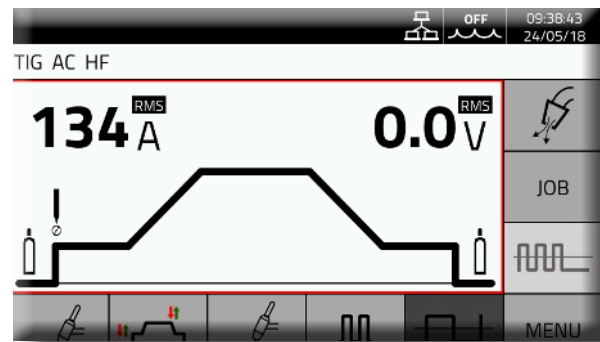 OFF
09:38:43
24/05/18
TIG AC HF
134 RMS A
0.0 RMS V
JOB
MENU